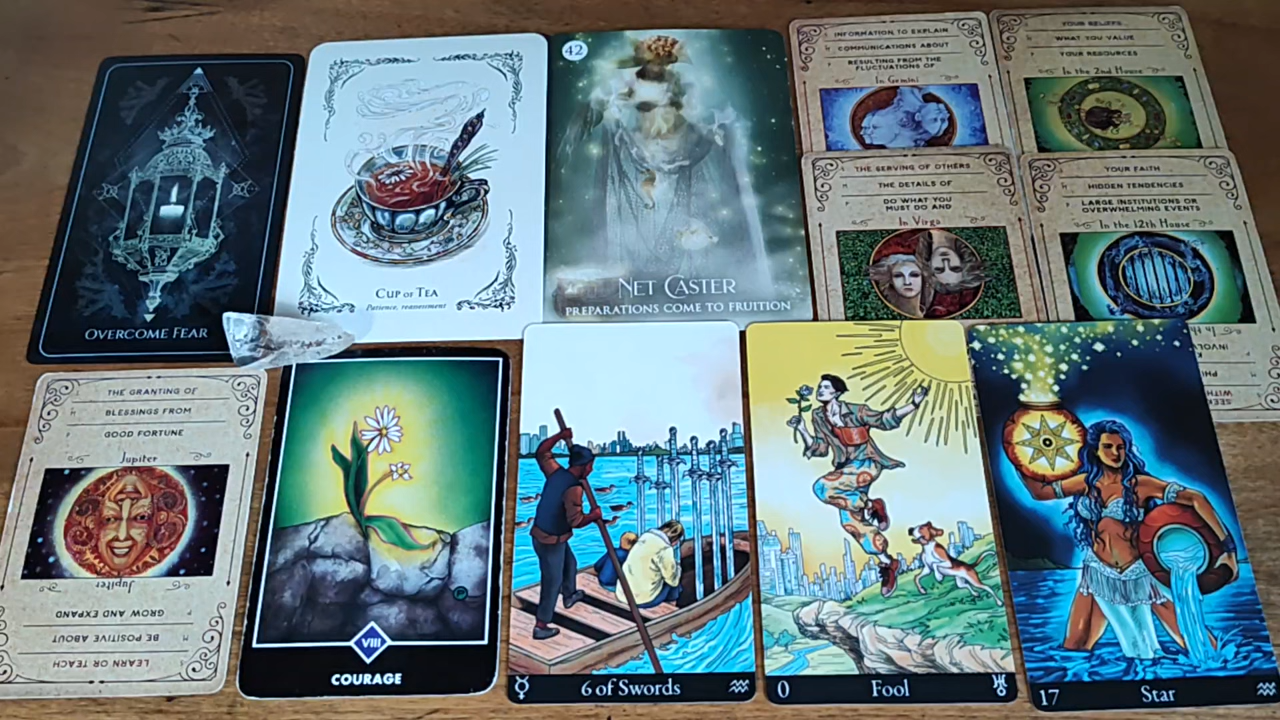 OVERCOME FEAR
CUP OF TEA
Patience, reassessment
42
NET CASTER
PREPARATIONS COME TO FRUITION
INFORMATION TO EXPLAIN
COMMUNICATIONS ABOUT
RESULTING FROM THE
FLUCTUATIONS OF
In Gemini
YOUR BELIEFS
WHAT YOU VALUE
YOUR RESOURCES
In the 2nd House
THE SERVING OF OTHERS
THE DETAILS OF
DO WHAT YOU
MUST DO AND
In Virgo
YOUR FAITH
HIDDEN TENDENCIES
LARGE INSTITUTIONS OR
OVERWHELMING EVENTS
In the 12th House
THE GRANTING OF
BLESSINGS FROM
GOOD FORTUNE
Jupiter
Jupiter
GROW AND EXPAND
BE POSITIVE ABOUT
LEARN OR TEACH
VIII
COURAGE
6 of Swords
0 Fool
17 Star